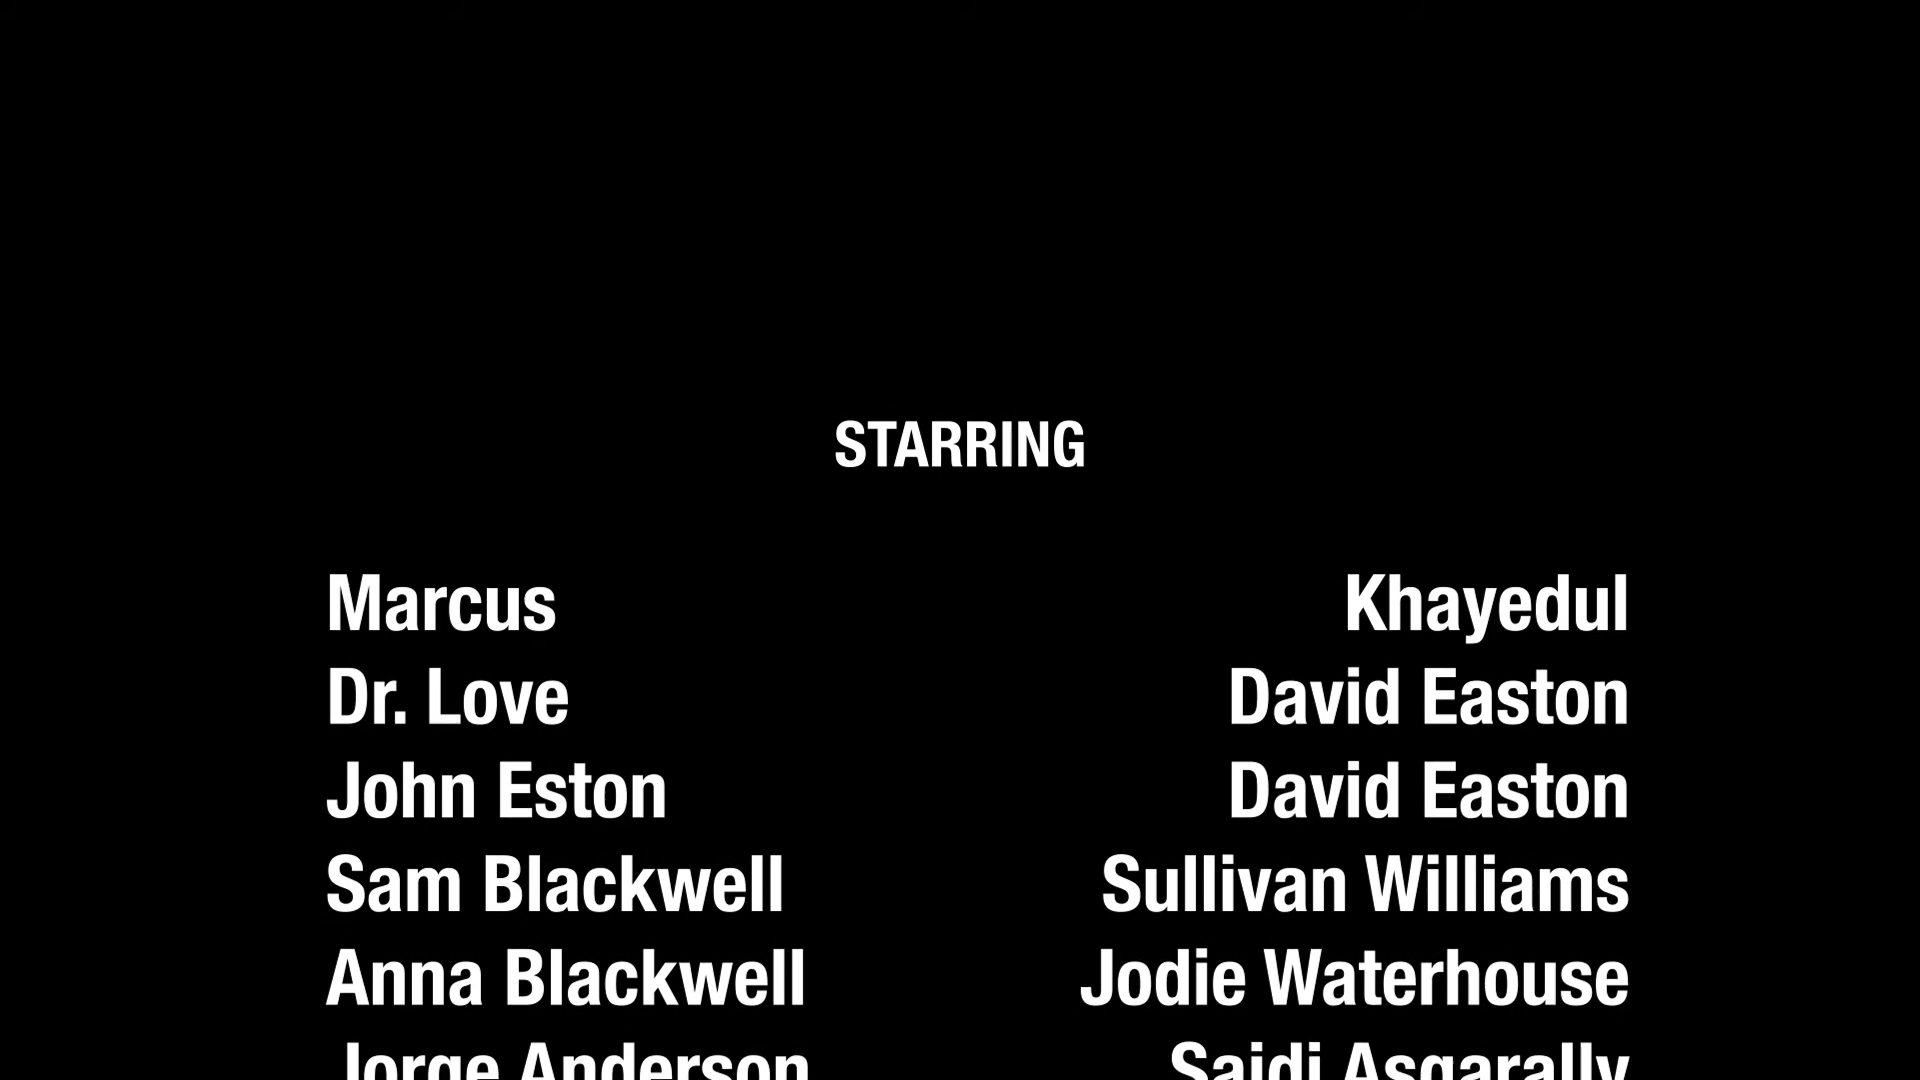 STARRING
Marcus Khayedul
Dr. Love David Easton
John Eston David Easton
Sam Blackwell Sullivan Williams
Anna Blackwell Jodie Waterhouse
Jorge Anderson Saidi Asgarally